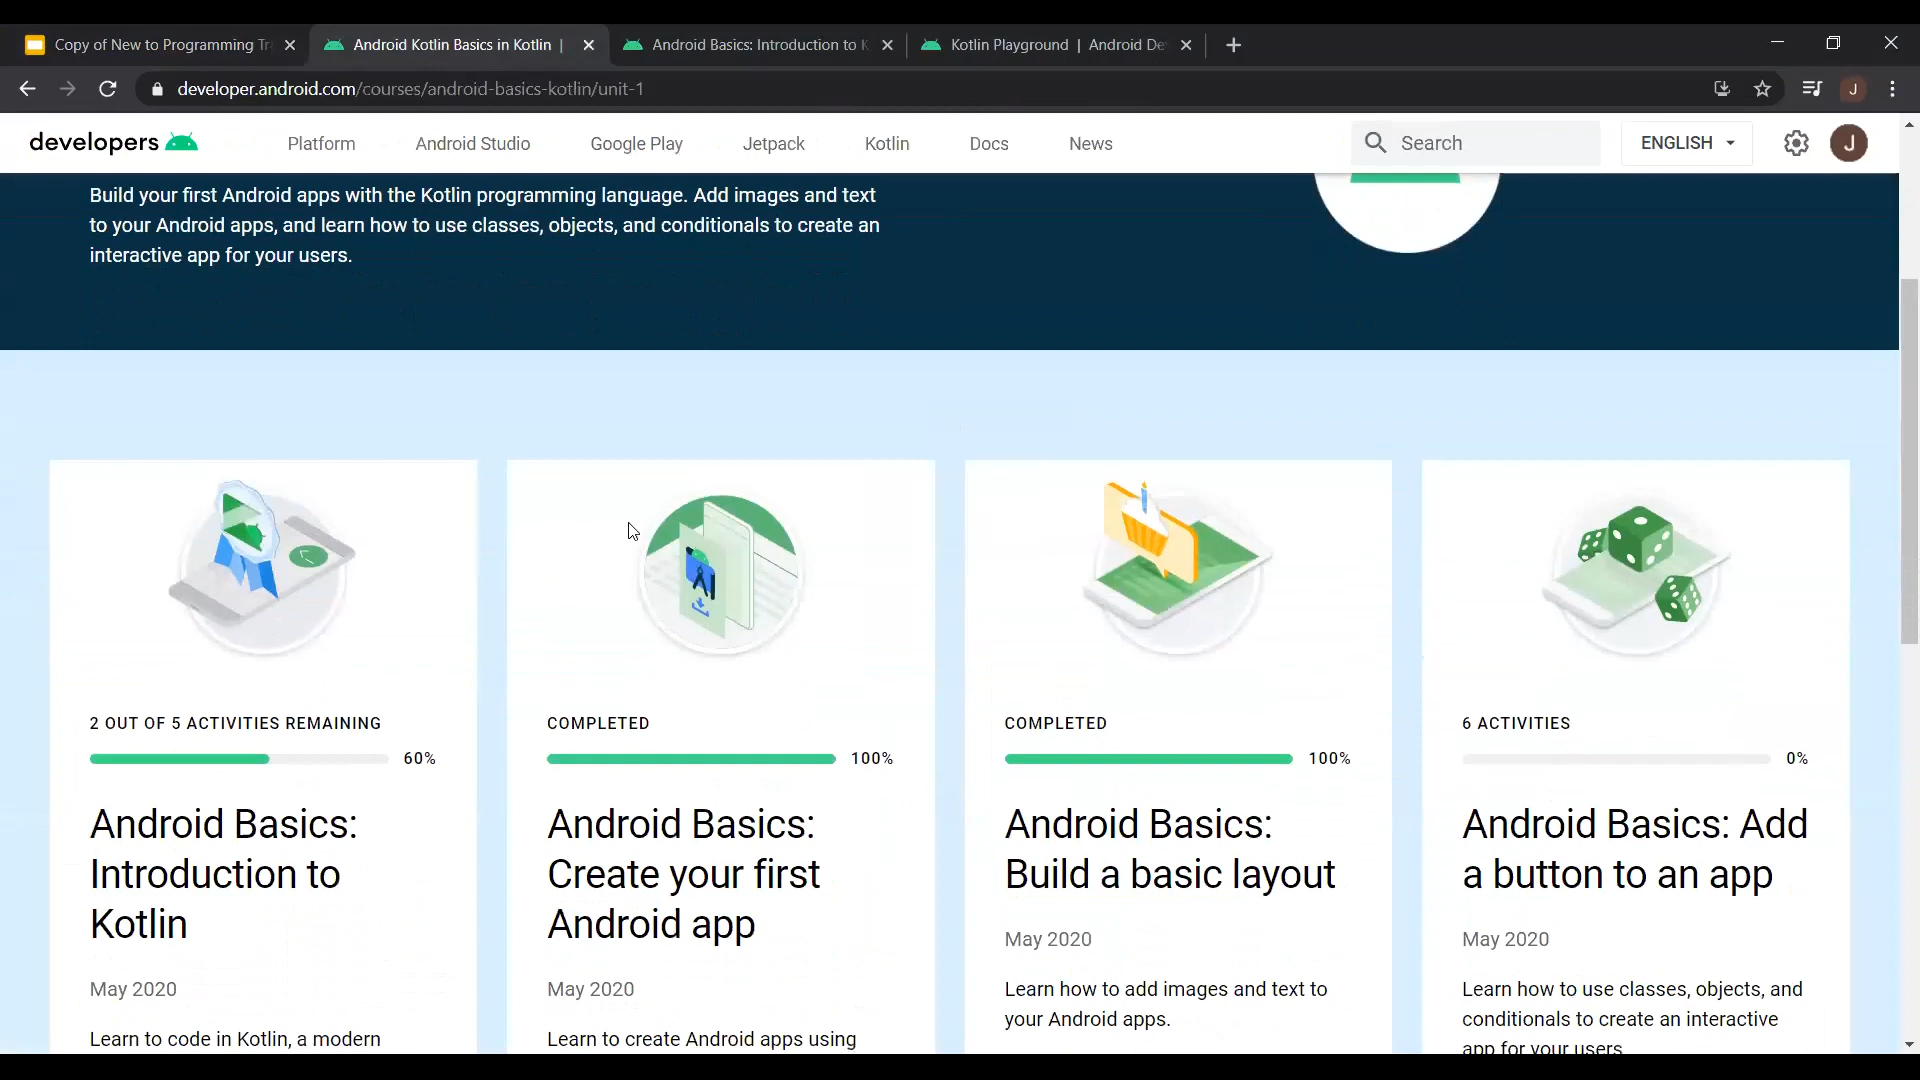 Copy of New to Programming Tr
Android Kotlin Basics in Kotlin |
Android Basics: Introduction to K
Kotlin Playground | Android De
developer.android.com/courses/android-basics-kotlin/unit-1
J
developers
Platform
Android Studio
Google Play
Jetpack
Kotlin
Docs
News
Search
ENGLISH
J
Build your first Android apps with the Kotlin programming language. Add images and text
to your Android apps, and learn how to use classes, objects, and conditionals to create an
interactive app for your users.
2 OUT OF 5 ACTIVITIES REMAINING
60%
Android Basics:
Introduction to
Kotlin
May 2020
Learn to code in Kotlin, a modern
COMPLETED
100%
Android Basics:
Create your first
Android app
May 2020
Learn to create Android apps using
COMPLETED
100%
Android Basics:
Build a basic layout
May 2020
Learn how to add images and text to
your Android apps.
6 ACTIVITIES
0%
Android Basics: Add
a button to an app
May 2020
Learn how to use classes, objects, and
conditionals to create an interactive
app for your users